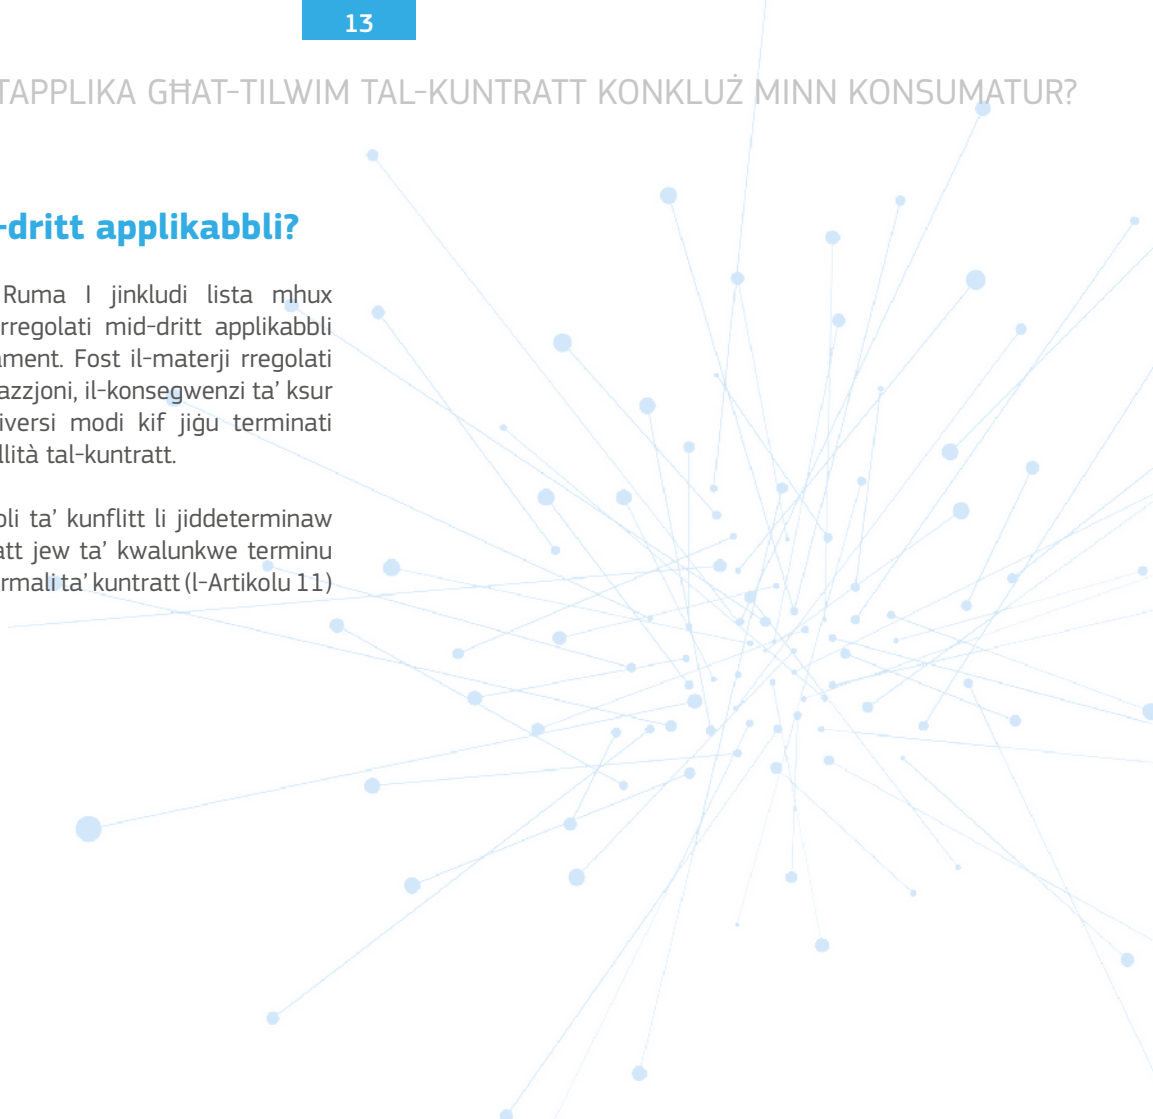 13
TAPPLIKA GĦAT-TILWIM TAL-KUNTRATT KONKLUŻ MINN KONSUMATUR?
-dritt applikabbli?
Ruma I jinkludi lista mhux
rregolati mid-dritt applikabbli
ament. Fost il-materji rregolati
azzjoni, il-konsegwenzi ta’ ksur
iversi modi kif jiġu terminati
llità tal-kuntratt.
oli ta’ kunflitt li jiddeterminaw
att jew ta’ kwalunkwe terminu
rmali ta’ kuntratt (l-Artikolu 11)